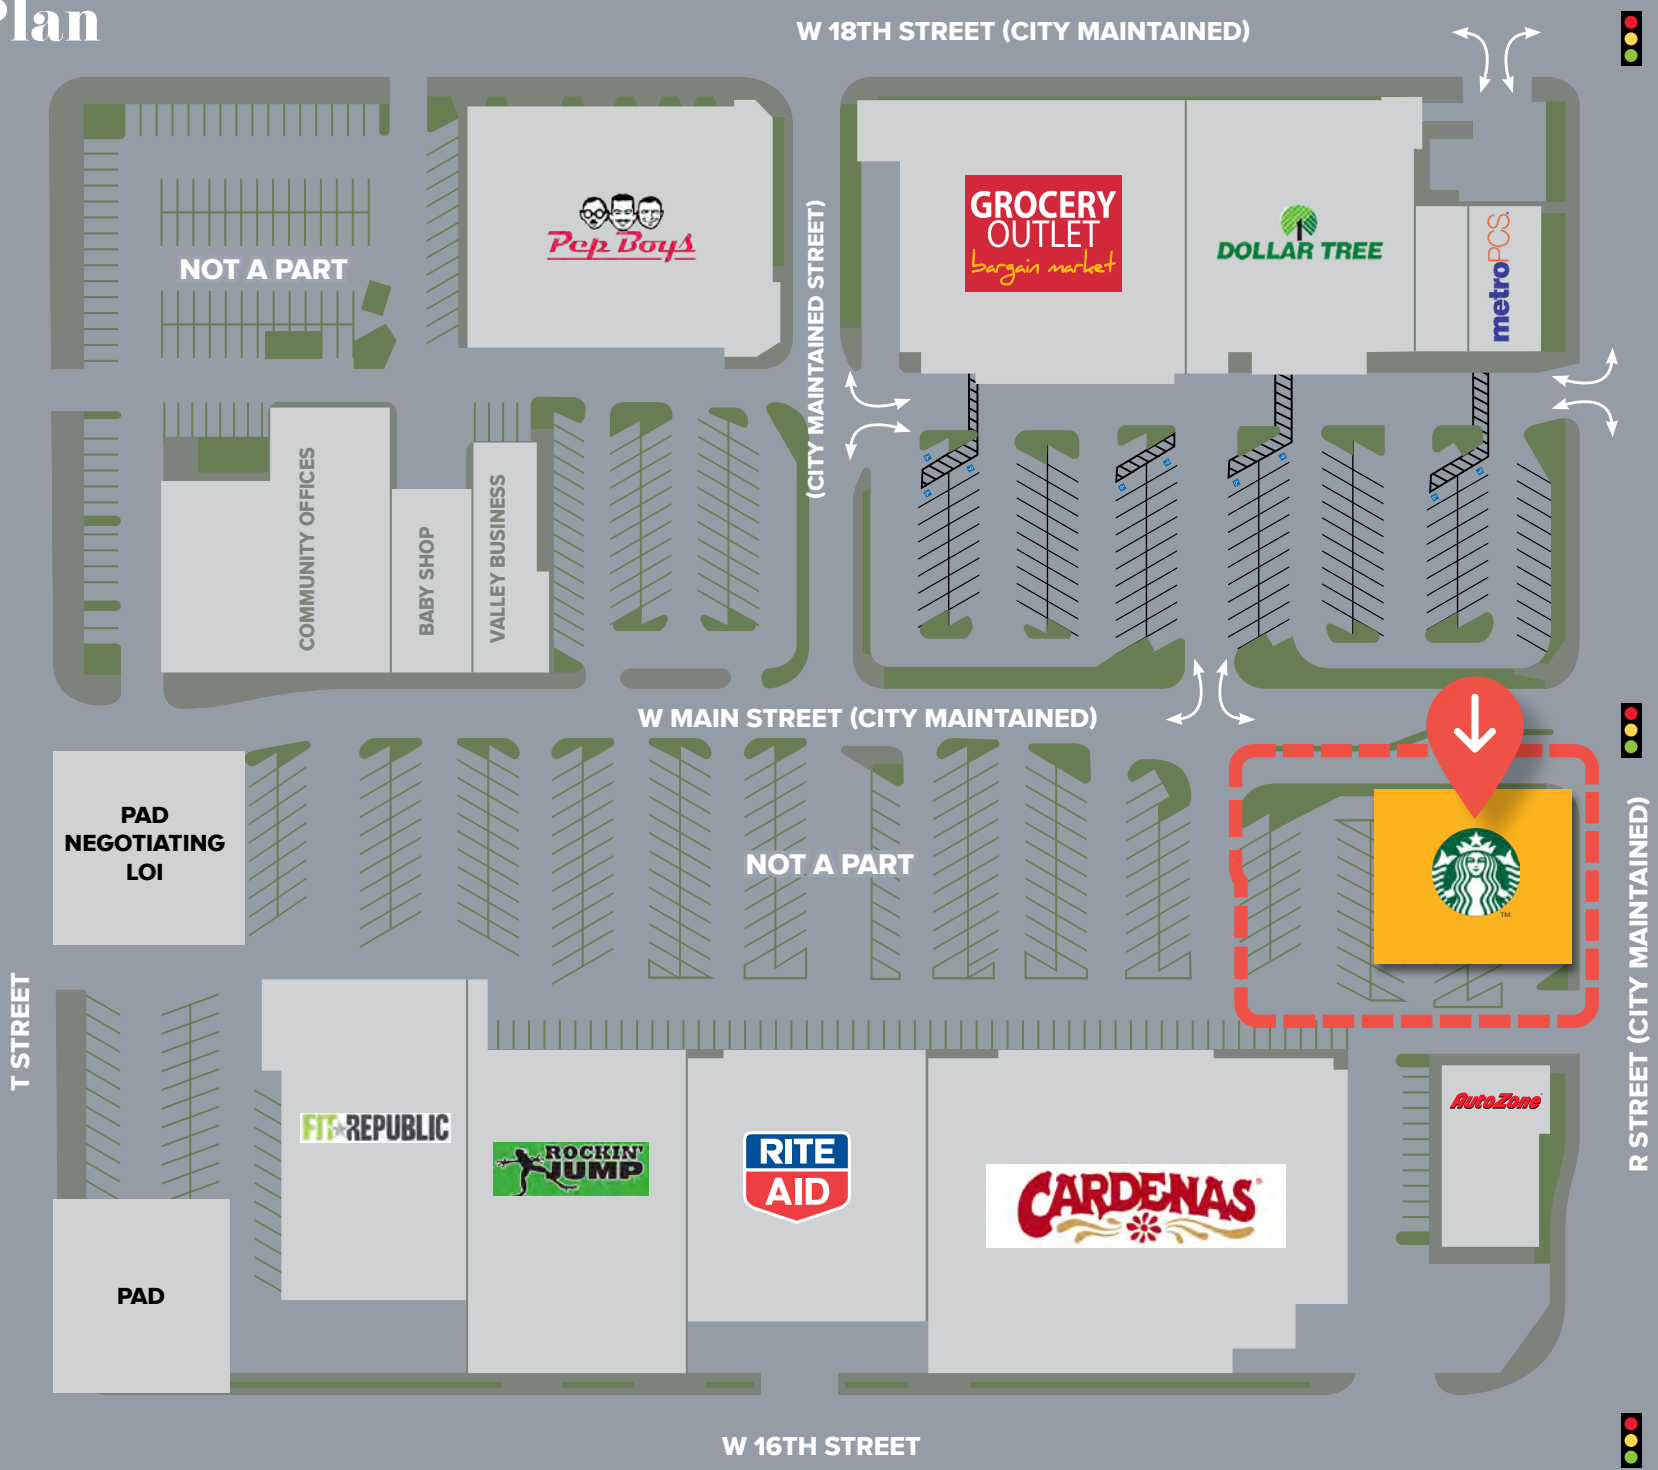 Plan
W 18TH STREET (CITY MAINTAINED)
Pep Boys
GROCERY
OUTLET
bargain market
DOLLAR TREE
metroPCS.
NOT A PART
(CITY MAINTAINED STREET)
COMMUNITY OFFICES
BABY SHOP
VALLEY BUSINESS
W MAIN STREET (CITY MAINTAINED)
PAD
NEGOTIATING
LOI
NOT A PART
TM
T STREET
R STREET (CITY MAINTAINED)
FIT REPUBLIC
ROCKIN'
JUMP
RITE
AID
CARDENAS®
AutoZone
PAD
W 16TH STREET